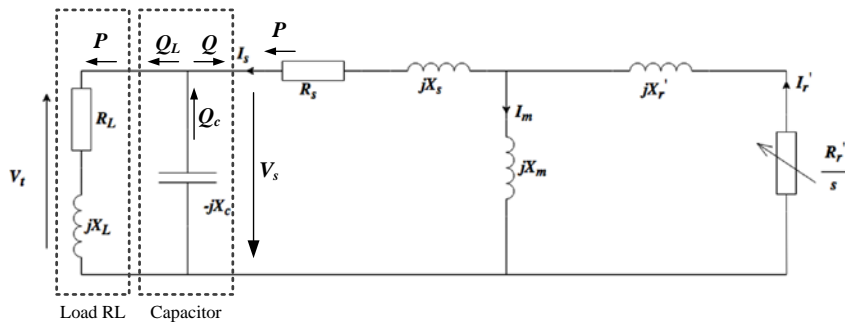 P
Q_L
Q
I_s
P
R_s
jX_s
jX_r'
I_r'
R_L
Q_c
I_m
V_t
V_s
jX_m
R_r'
s
jX_L
-jX_c
Load RL
Capacitor